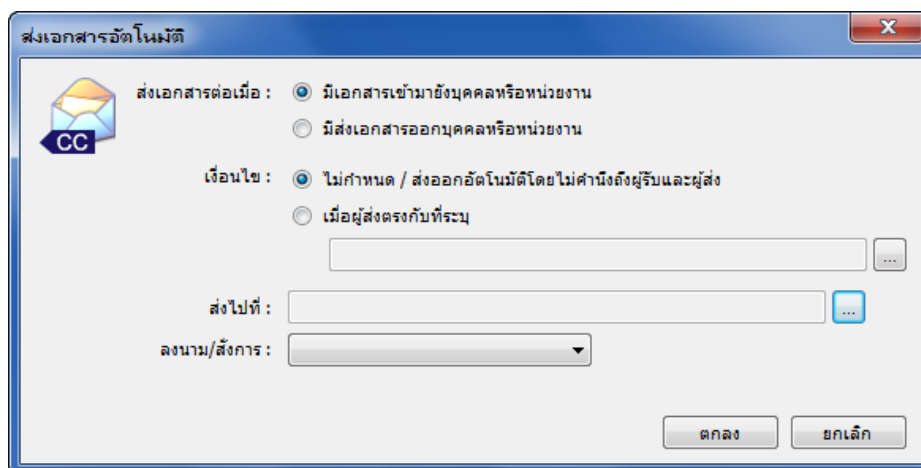 ส่งเอกสารอัตโนมัติ
X
CC
ส่งเอกสารต่อเมื่อ :
มีเอกสารเข้ามายังบุคคลหรือหน่วยงาน
มีส่งเอกสารออกบุคคลหรือหน่วยงาน
เงื่อนไข :
ไม่กำหนด / ส่งออกอัตโนมัติโดยไม่คำนึงถึงผู้รับและผู้ส่ง
เมื่อผู้ส่งตรงกับที่ระบุ
...
ส่งไปที่ :
...
ลงนาม/สั่งการ :
ตกลง
ยกเลิก